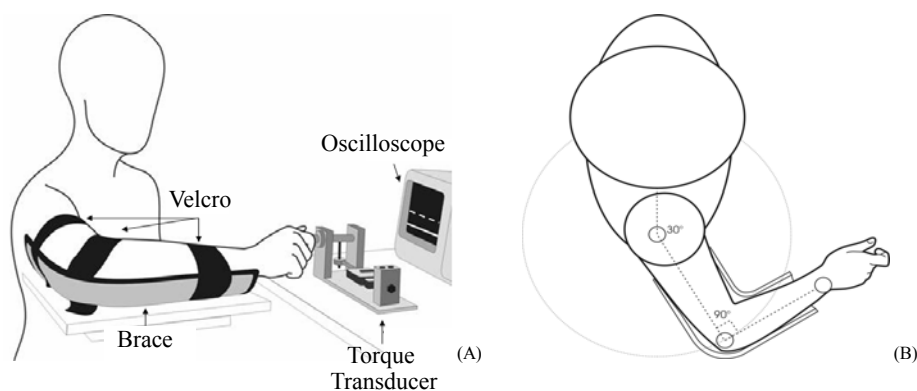 Oscilloscope
Velcro
Brace
Torque
Transducer
(A)
30°
90°
(B)